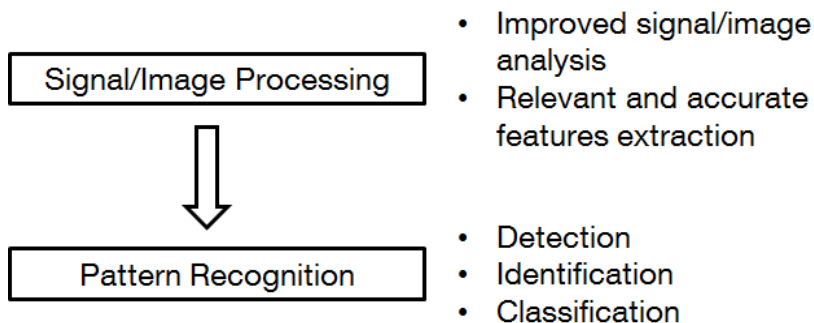 Signal/Image Processing
• Improved signal/image
analysis
• Relevant and accurate
features extraction
Pattern Recognition
• Detection
• Identification
• Classification